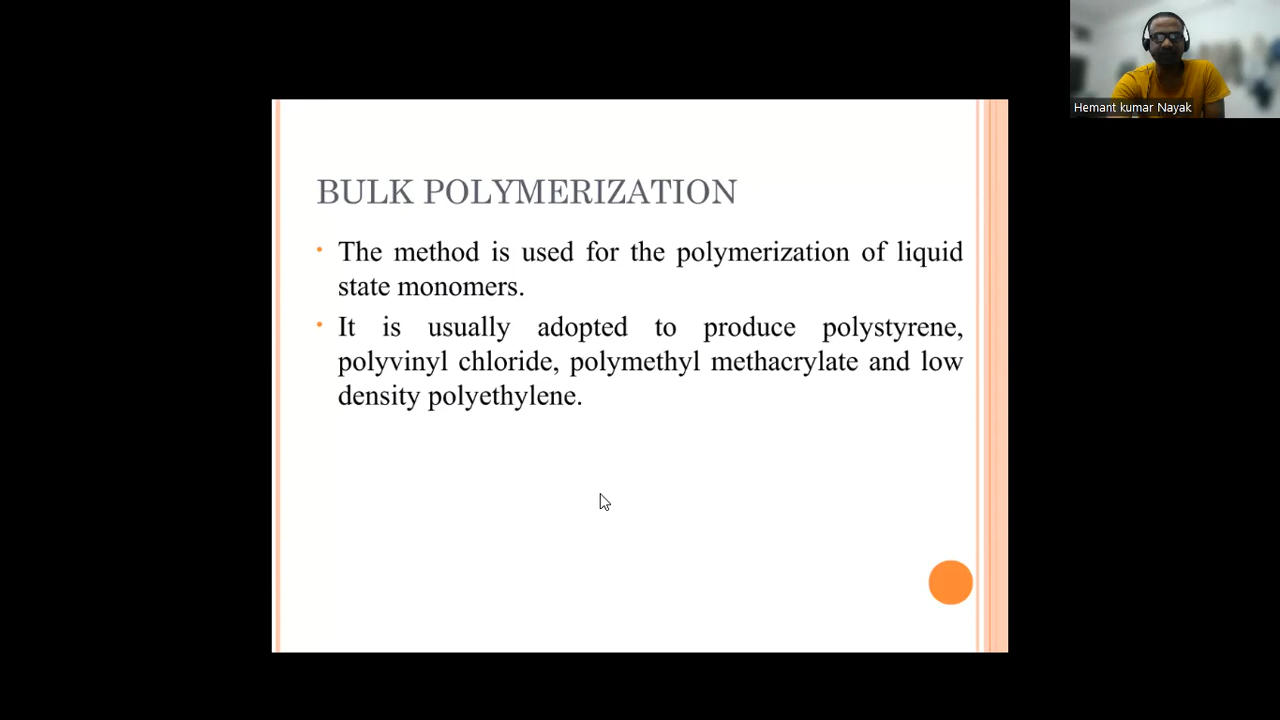 Hemant kumar Nayak
BULK POLYMERIZATION
• The method is used for the polymerization of liquid
state monomers.
• It is usually adopted to produce polystyrene,
polyvinyl chloride, polymethyl methacrylate and low
density polyethylene.